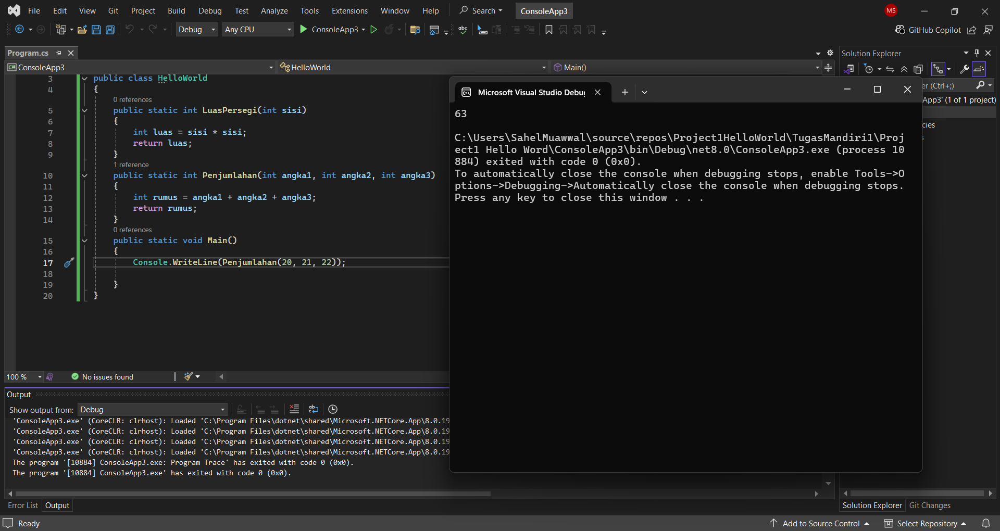 File Edit View Git Project Build Debug Test Analyze Tools Extensions Window Help Search ConsoleApp3 MS
Debug Any CPU ConsoleApp3 GitHub Copilot
Program.cs
ConsoleApp3 HelloWorld Main()
3 public class HelloWorld
4 {
0 references
5 public static int LuasPersegi(int sisi)
6 {
7 int luas = sisi * sisi;
8 return luas;
9 }
1 reference
10 public static int Penjumlahan(int angka1, int angka2, int angka3)
11 {
12 int rumus = angka1 + angka2 + angka3;
13 return rumus;
14 }
0 references
15 public static void Main()
16 {
17 Console.WriteLine(Penjumlahan(20, 21, 22));
18
19 }
20 }
100 % No issues found
Microsoft Visual Studio Debug
63
C:\Users\SahelMuawwal\source\repos\Project1HelloWorld\TugasMandiri1\Proj
ect1 Hello Word\ConsoleApp3\bin\Debug\net8.0\ConsoleApp3.exe (process 10
884) exited with code 0 (0x0).
To automatically close the console when debugging stops, enable Tools->O
ptions->Debugging->Automatically close the console when debugging stops.
Press any key to close this window . . .
Solution Explorer
er (Ctrl+;)
App3' (1 of 1 project)
cies
Output
Show output from: Debug
'ConsoleApp3.exe' (CoreCLR: clrhost): Loaded 'C:\Program Files\dotnet\shared\Microsoft.NETCore.App\8.0.19
'ConsoleApp3.exe' (CoreCLR: clrhost): Loaded 'C:\Program Files\dotnet\shared\Microsoft.NETCore.App\8.0.19
'ConsoleApp3.exe' (CoreCLR: clrhost): Loaded 'C:\Program Files\dotnet\shared\Microsoft.NETCore.App\8.0.19
'ConsoleApp3.exe' (CoreCLR: clrhost): Loaded 'C:\Program Files\dotnet\shared\Microsoft.NETCore.App\8.0.19
The program '[10884] ConsoleApp3.exe: Program Trace' has exited with code 0 (0x0).
The program '[10884] ConsoleApp3.exe' has exited with code 0 (0x0).
Error List Output
Solution Explorer Git Changes
Ready Add to Source Control Select Repository